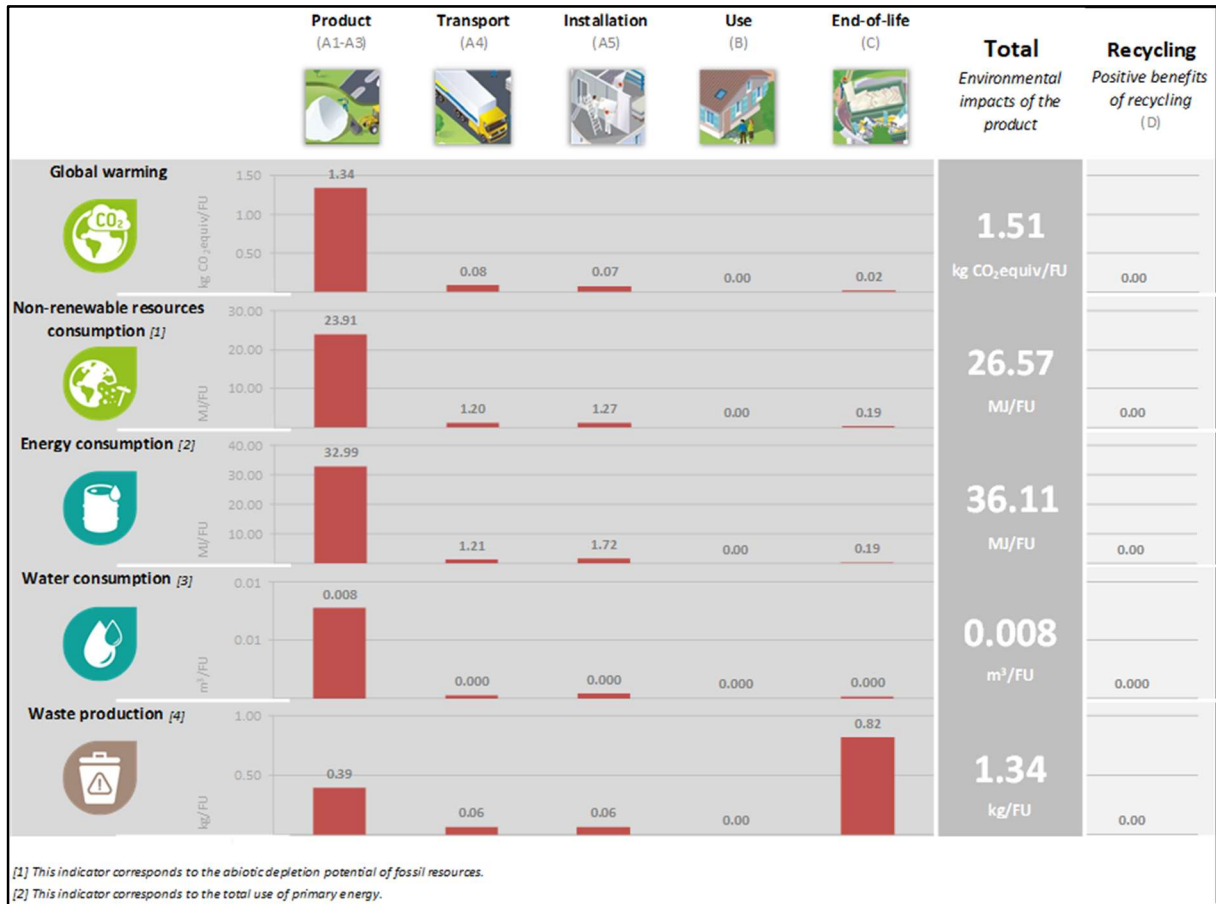 Product
(A1-A3)
Transport
(A4)
Installation
(A5)
Use
(B)
End-of-life
(C)
Total
Environmental
impacts of the
product
Recycling
Positive benefits
of recycling
(D)
Global warming
CO₂
kg CO₂equiv/FU
1.50
1.00
0.50
1.34
0.08
0.07
0.00
0.02
1.51
kg CO₂equiv/FU
0.00
Non-renewable resources
consumption [1]
MJ/FU
30.00
20.00
10.00
23.91
1.20
1.27
0.00
0.19
26.57
MJ/FU
0.00
Energy consumption [2]
MJ/FU
40.00
30.00
20.00
10.00
32.99
1.21
1.72
0.00
0.19
36.11
MJ/FU
0.00
Water consumption [3]
m³/FU
0.01
0.01
0.008
0.000
0.000
0.000
0.000
0.008
m³/FU
0.000
Waste production [4]
kg/FU
1.00
0.50
0.39
0.06
0.06
0.00
0.82
1.34
kg/FU
0.00
[1] This indicator corresponds to the abiotic depletion potential of fossil resources.
[2] This indicator corresponds to the total use of primary energy.